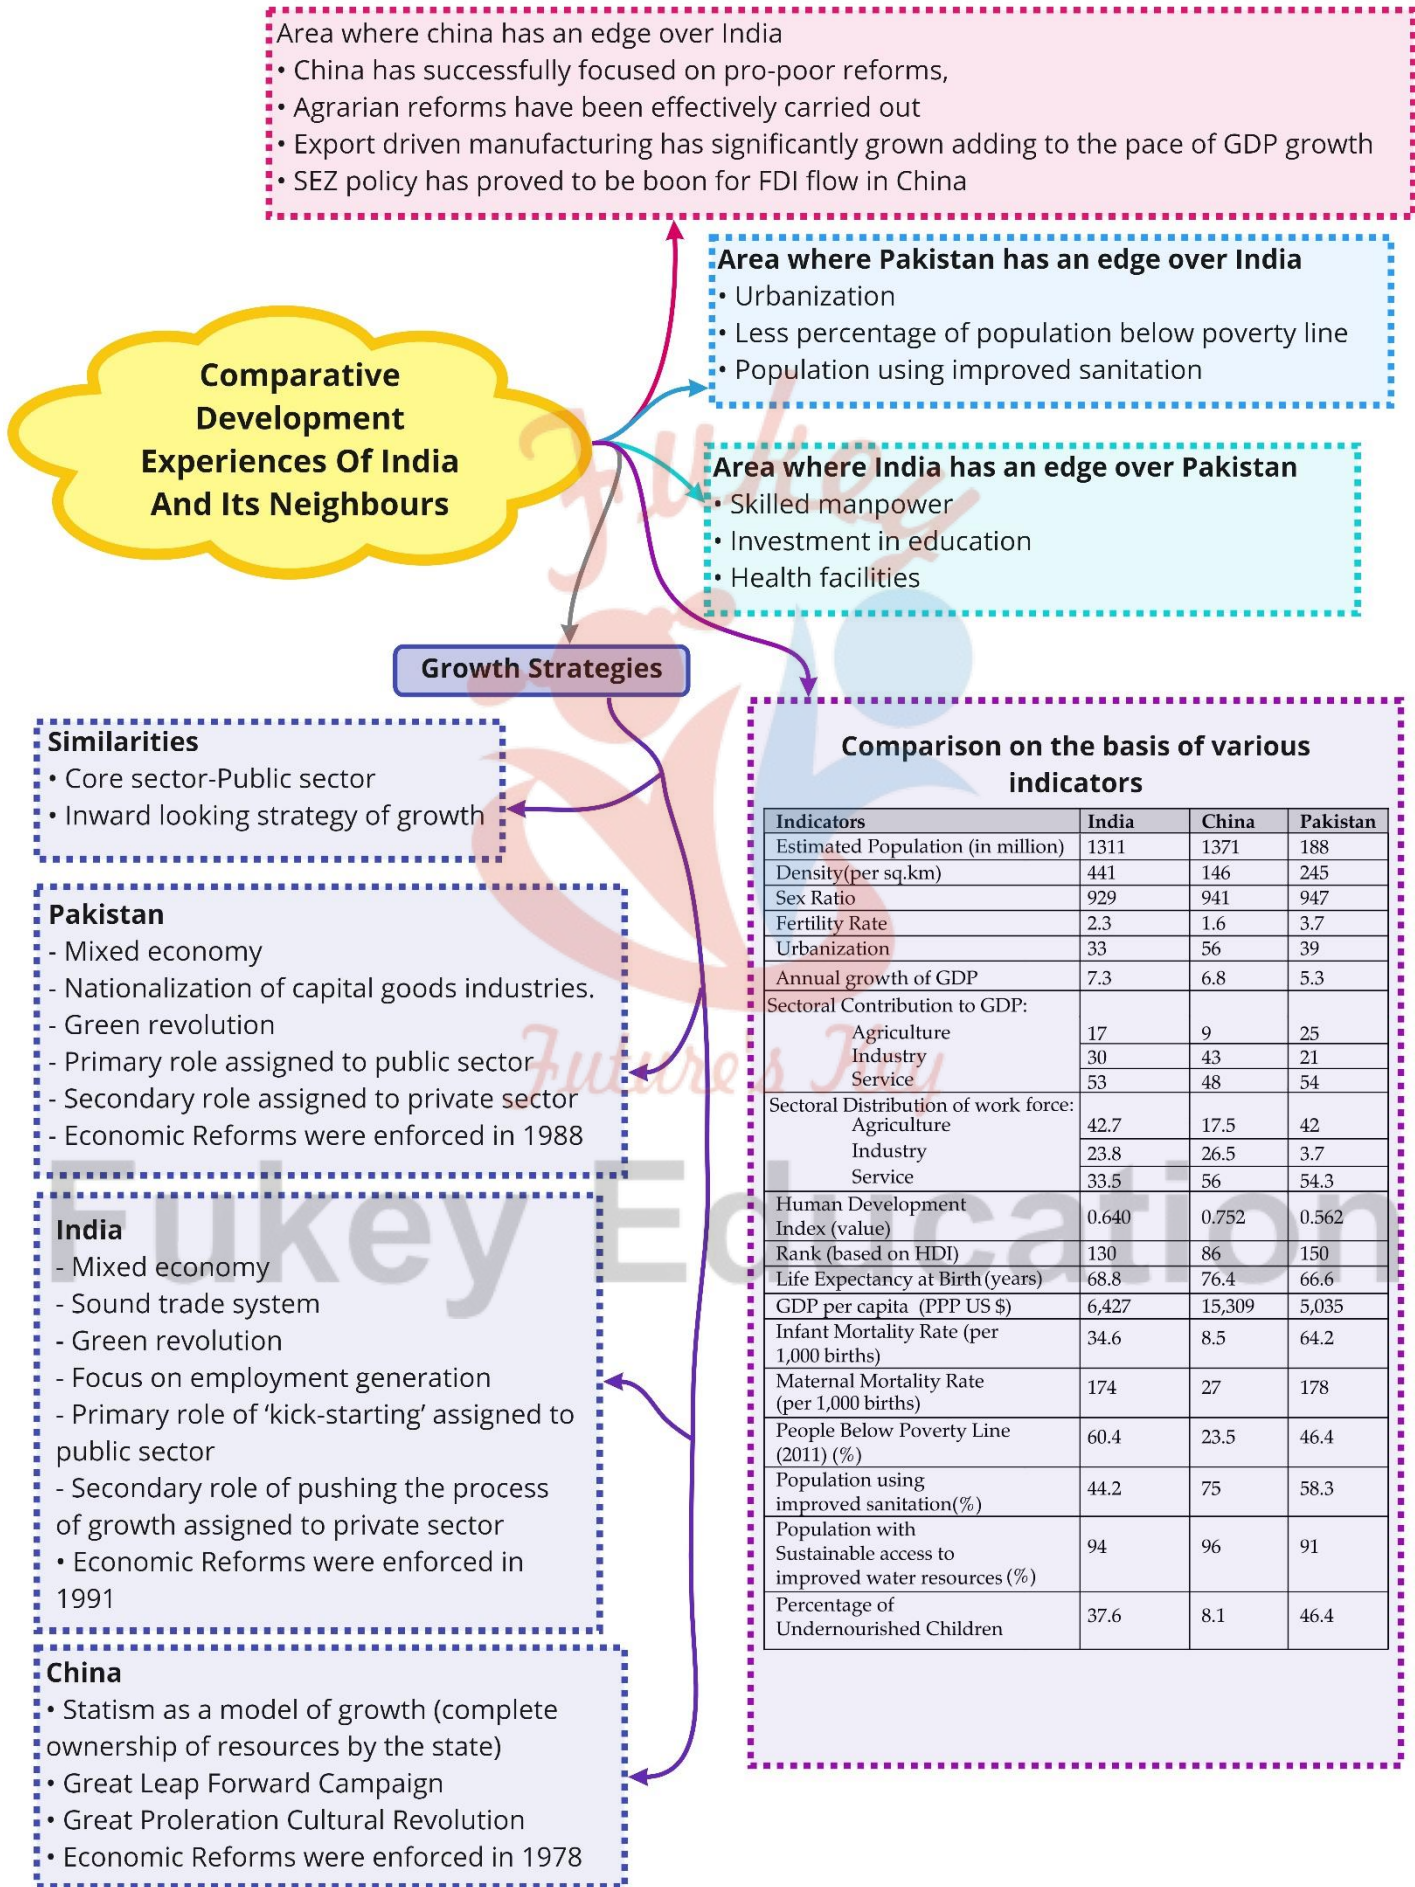 Area where china has an edge over India
• China has successfully focused on pro-poor reforms,
• Agrarian reforms have been effectively carried out
• Export driven manufacturing has significantly grown adding to the pace of GDP growth
• SEZ policy has proved to be boon for FDI flow in China
Area where Pakistan has an edge over India
• Urbanization
• Less percentage of population below poverty line
• Population using improved sanitation
Comparative
Development
Experiences Of India
And Its Neighbours
Area where India has an edge over Pakistan
• Skilled manpower
• Investment in education
• Health facilities
Growth Strategies
Similarities
• Core sector-Public sector
• Inward looking strategy of growth
Pakistan
- Mixed economy
- Nationalization of capital goods industries.
- Green revolution
- Primary role assigned to public sector
- Secondary role assigned to private sector
- Economic Reforms were enforced in 1988
India
- Mixed economy
- Sound trade system
- Green revolution
- Focus on employment generation
- Primary role of ‘kick-starting’ assigned to
public sector
- Secondary role of pushing the process
of growth assigned to private sector
• Economic Reforms were enforced in
1991
China
• Statism as a model of growth (complete
ownership of resources by the state)
• Great Leap Forward Campaign
• Great Proleration Cultural Revolution
• Economic Reforms were enforced in 1978
Comparison on the basis of various
indicators
Indicators India China Pakistan
Estimated Population (in million) 1311 1371 188
Density(per sq.km) 441 146 245
Sex Ratio 929 941 947
Fertility Rate 2.3 1.6 3.7
Urbanization 33 56 39
Annual growth of GDP 7.3 6.8 5.3
Sectoral Contribution to GDP:
Agriculture 17 9 25
Industry 30 43 21
Service 53 48 54
Sectoral Distribution of work force:
Agriculture 42.7 17.5 42
Industry 23.8 26.5 3.7
Service 33.5 56 54.3
Human Development
Index (value) 0.640 0.752 0.562
Rank (based on HDI) 130 86 150
Life Expectancy at Birth (years) 68.8 76.4 66.6
GDP per capita (PPP US $) 6,427 15,309 5,035
Infant Mortality Rate (per
1,000 births) 34.6 8.5 64.2
Maternal Mortality Rate
(per 1,000 births) 174 27 178
People Below Poverty Line
(2011) (%) 60.4 23.5 46.4
Population using
improved sanitation(%) 44.2 75 58.3
Population with
Sustainable access to
improved water resources (%) 94 96 91
Percentage of
Undernourished Children 37.6 8.1 46.4
Fukey
Future's Key
Fukey Education